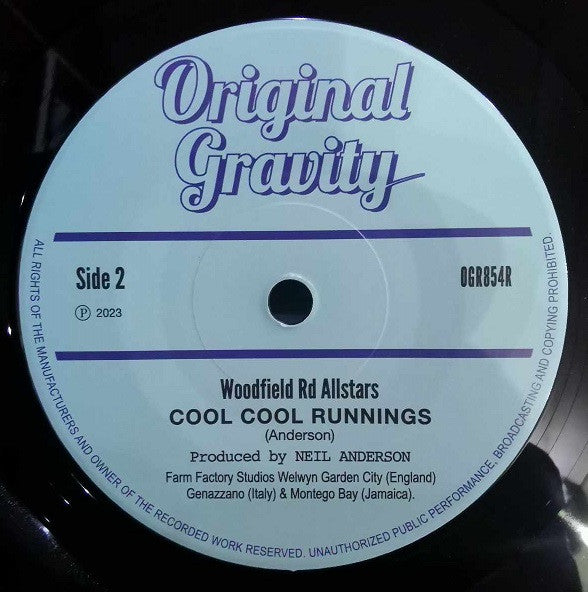 Original
Gravity
Side 2
OGR854R
℗ 2023
Woodfield Rd Allstars
COOL COOL RUNNINGS
(Anderson)
Produced by NEIL ANDERSON
Farm Factory Studios Welwyn Garden City (England)
Genazzano (Italy) & Montego Bay (Jamaica).
ALL RIGHTS OF THE MANUFACTURERS AND OWNER OF THE RECORDED WORK RESERVED. UNAUTHORIZED PUBLIC PERFORMANCE, BROADCASTING AND COPYING PROHIBITED.